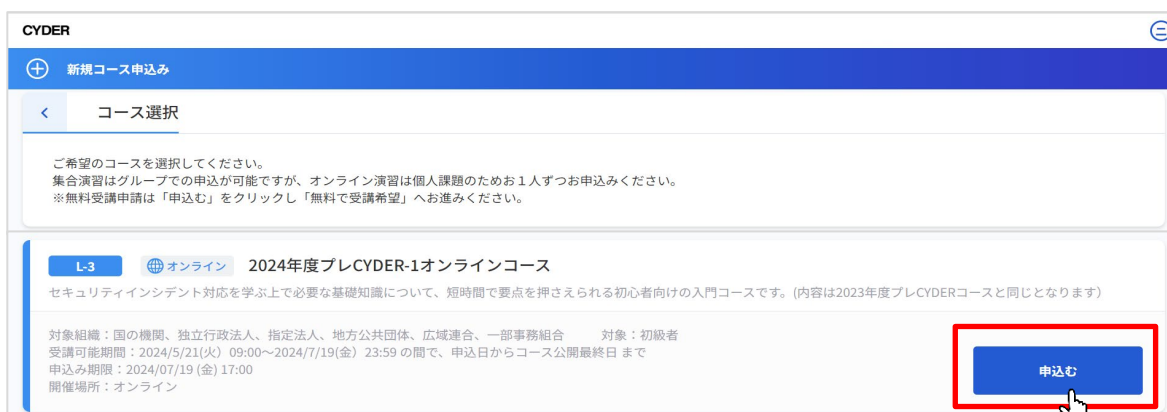 CYDER
新規コース申込み
コース選択
ご希望のコースを選択してください。
集合演習はグループでの申込が可能ですが、オンライン演習は個人課題のためお１人ずつお申込みください。
※無料受講申請は「申込む」をクリックし「無料で受講希望」へお進みください。
L-3 オンライン 2024年度プレCYDER-1オンラインコース
セキュリティインシデント対応を学ぶ上で必要な基礎知識について、短時間で要点を押さえられる初心者向けの入門コースです。(内容は2023年度プレCYDERコースと同じとなります）
対象組織：国の機関、独立行政法人、指定法人、地方公共団体、広域連合、一部事務組合 対象：初級者
受講可能期間：2024/5/21(火）09:00～2024/7/19(金）23:59 の間で、申込日からコース公開最終日 まで
申込み期限：2024/07/19 (金) 17:00
開催場所：オンライン
申込む